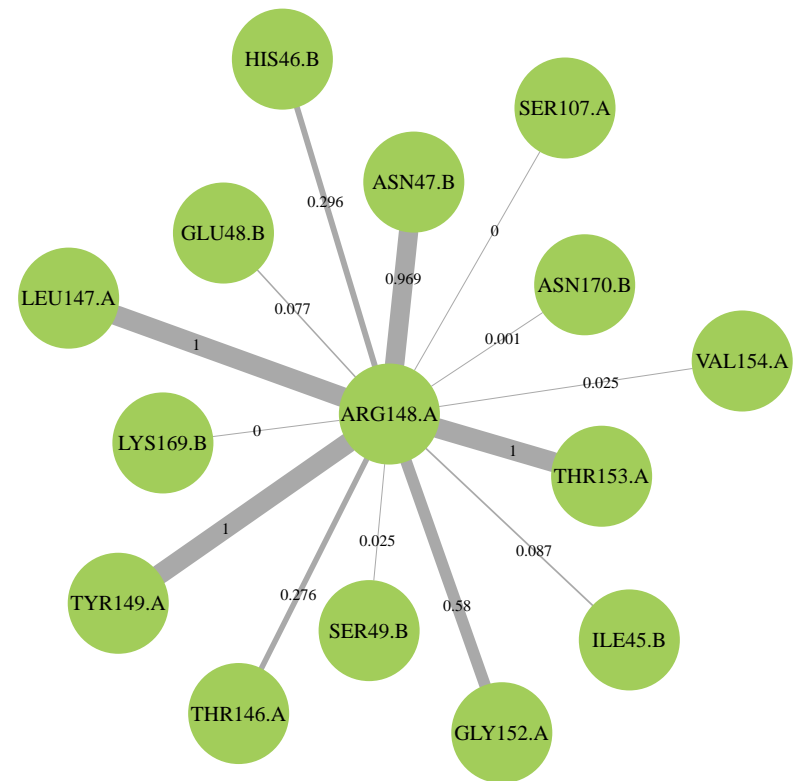 HIS46.B
SER107.A
ASN47.B
0.296
GLU48.B
0
0.969
ASN170.B
LEU147.A
0.077
0.001
1
VAL154.A
0.025
ARG148.A
LYS169.B
0
1
THR153.A
1
0.025
0.087
TYR149.A
0.276
0.58
SER49.B
ILE45.B
THR146.A
GLY152.A